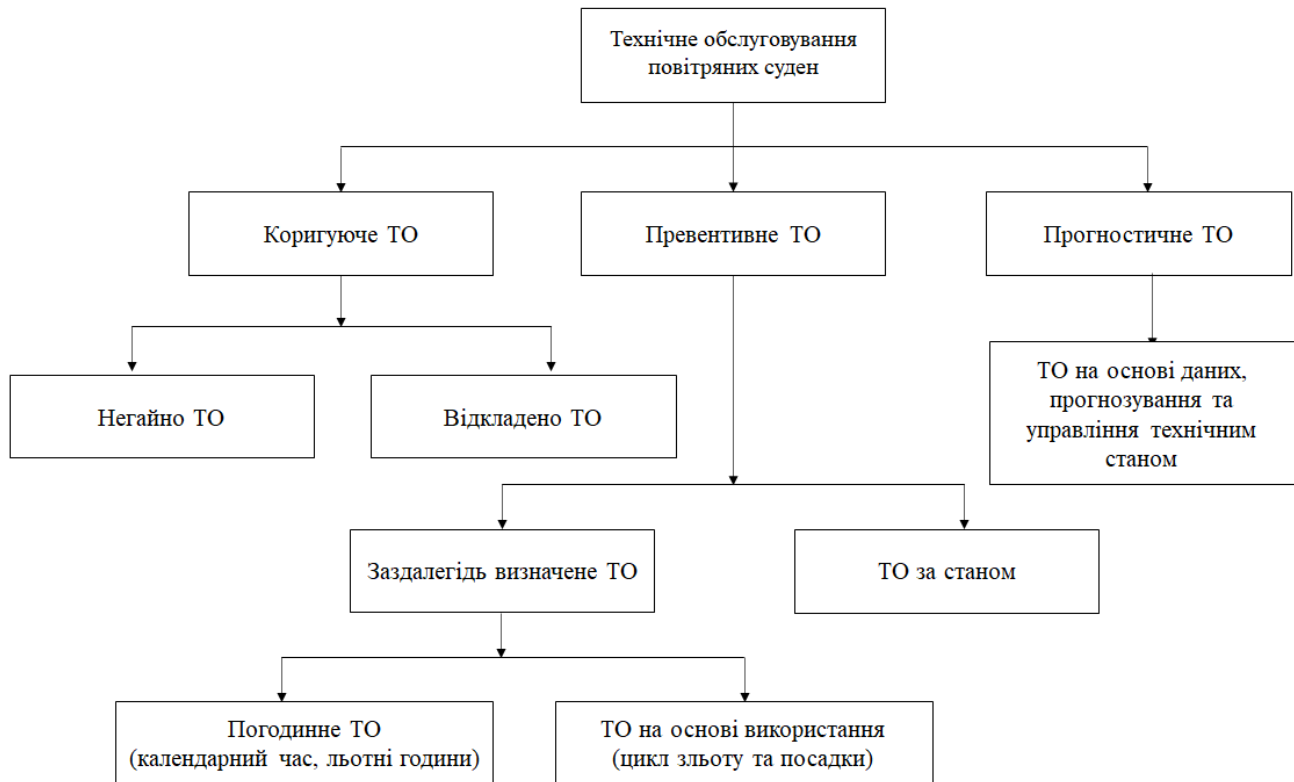 Технічне обслуговування
повітряних суден
Коригуюче ТО
Превентивне ТО
Прогностичне ТО
Негайно ТО
Відкладено ТО
ТО на основі даних,
прогнозування та
управління технічним
станом
Заздалегідь визначене ТО
ТО за станом
Погодинне ТО
(календарний час, льотні години)
ТО на основі використання
(цикл зльоту та посадки)